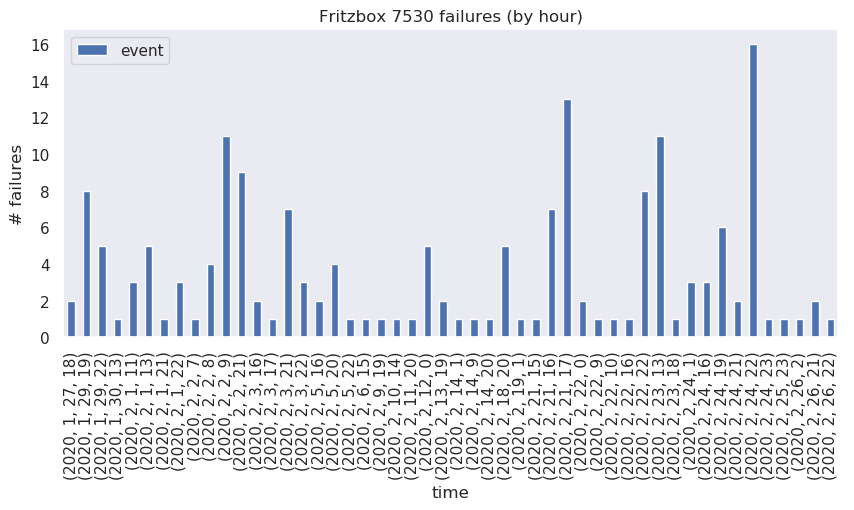 Fritzbox 7530 failures (by hour)
event
# failures
16
14
12
10
8
6
4
2
0
(2020, 1, 27, 18)
(2020, 1, 29, 19)
(2020, 1, 29, 22)
(2020, 1, 30, 13)
(2020, 2, 1, 11)
(2020, 2, 1, 13)
(2020, 2, 1, 21)
(2020, 2, 1, 22)
(2020, 2, 2, 7)
(2020, 2, 2, 8)
(2020, 2, 2, 9)
(2020, 2, 2, 21)
(2020, 2, 3, 16)
(2020, 2, 3, 17)
(2020, 2, 3, 21)
(2020, 2, 3, 22)
(2020, 2, 5, 16)
(2020, 2, 5, 20)
(2020, 2, 5, 22)
(2020, 2, 6, 15)
(2020, 2, 9, 19)
(2020, 2, 10, 14)
(2020, 2, 11, 20)
(2020, 2, 12, 0)
(2020, 2, 13, 19)
(2020, 2, 14, 1)
(2020, 2, 14, 9)
(2020, 2, 14, 20)
(2020, 2, 18, 20)
(2020, 2, 19, 1)
(2020, 2, 21, 15)
(2020, 2, 21, 16)
(2020, 2, 21, 17)
(2020, 2, 22, 0)
(2020, 2, 22, 9)
(2020, 2, 22, 10)
(2020, 2, 22, 16)
(2020, 2, 22, 22)
(2020, 2, 23, 13)
(2020, 2, 23, 18)
(2020, 2, 24, 1)
(2020, 2, 24, 16)
(2020, 2, 24, 19)
(2020, 2, 24, 21)
(2020, 2, 24, 22)
(2020, 2, 24, 23)
(2020, 2, 25, 23)
(2020, 2, 26, 2)
(2020, 2, 26, 21)
(2020, 2, 26, 22)
time